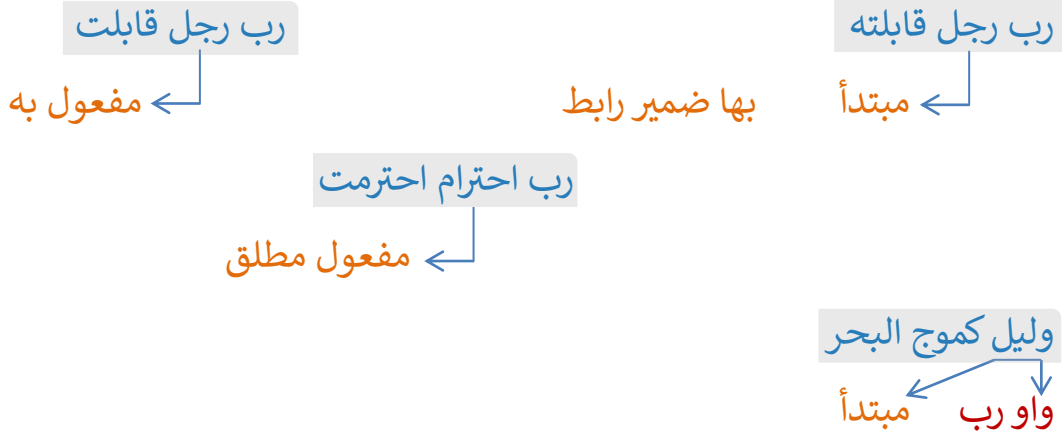 رب رجل قابلته
رب رجل قابلت
مبتدأ
بها ضمير رابط
مفعول به
رب احترام احترمت
مفعول مطلق
وليل كموج البحر
واو رب
مبتدأ